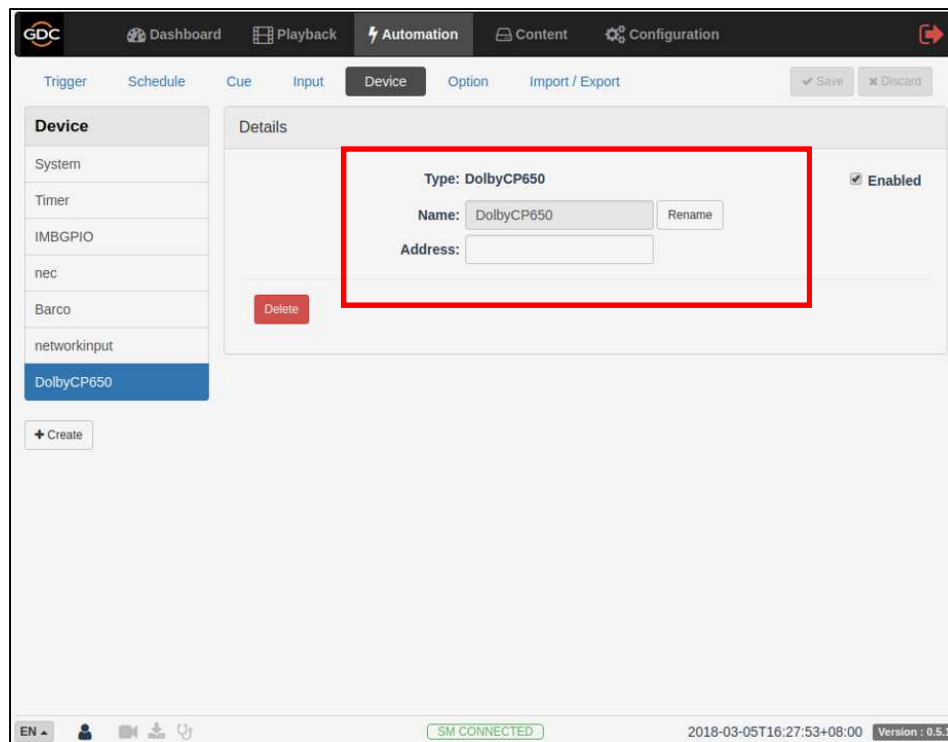 GDC Dashboard Playback Automation Content Configuration
Trigger Schedule Cue Input Device Option Import / Export Save Discard
Device
System
Timer
IMBGPIO
nec
Barco
networkinput
DolbyCP650
Create
Details
Type: DolbyCP650
Enabled
Name: DolbyCP650 Rename
Address:
Delete
EN SM CONNECTED 2018-03-05T16:27:53+08:00 Version : 0.5.